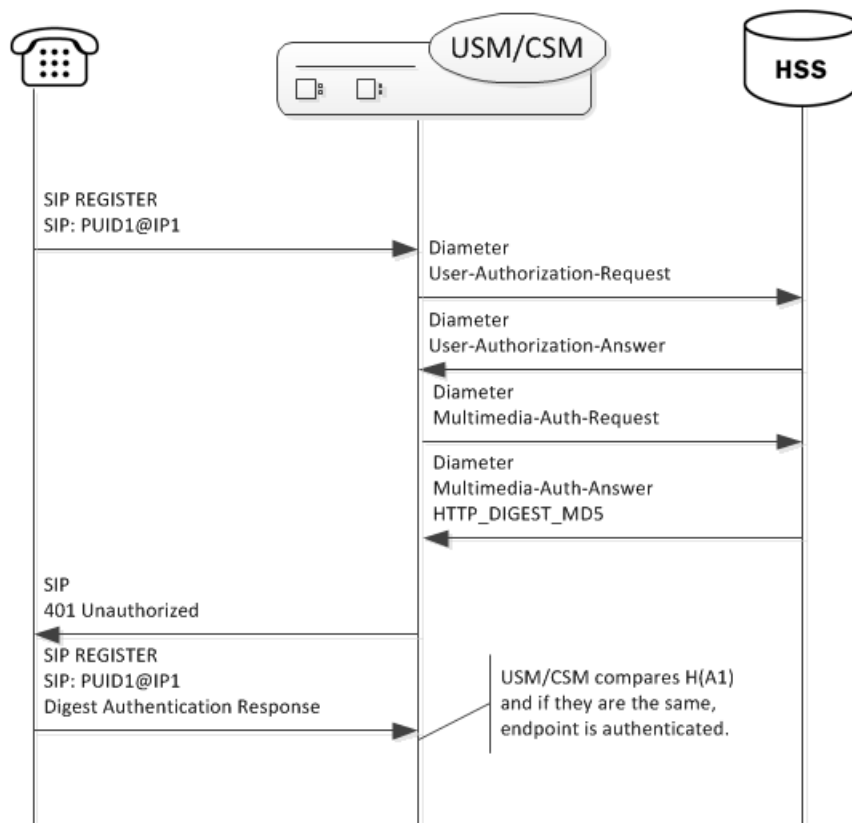 USM/CSM
HSS
SIP REGISTER
SIP: PUID1@IP1
Diameter
User-Authorization-Request
Diameter
User-Authorization-Answer
Diameter
Multimedia-Auth-Request
Diameter
Multimedia-Auth-Answer
HTTP_DIGEST_MD5
SIP
401 Unauthorized
SIP REGISTER
SIP: PUID1@IP1
Digest Authentication Response
USM/CSM compares H(A1)
and if they are the same,
endpoint is authenticated.